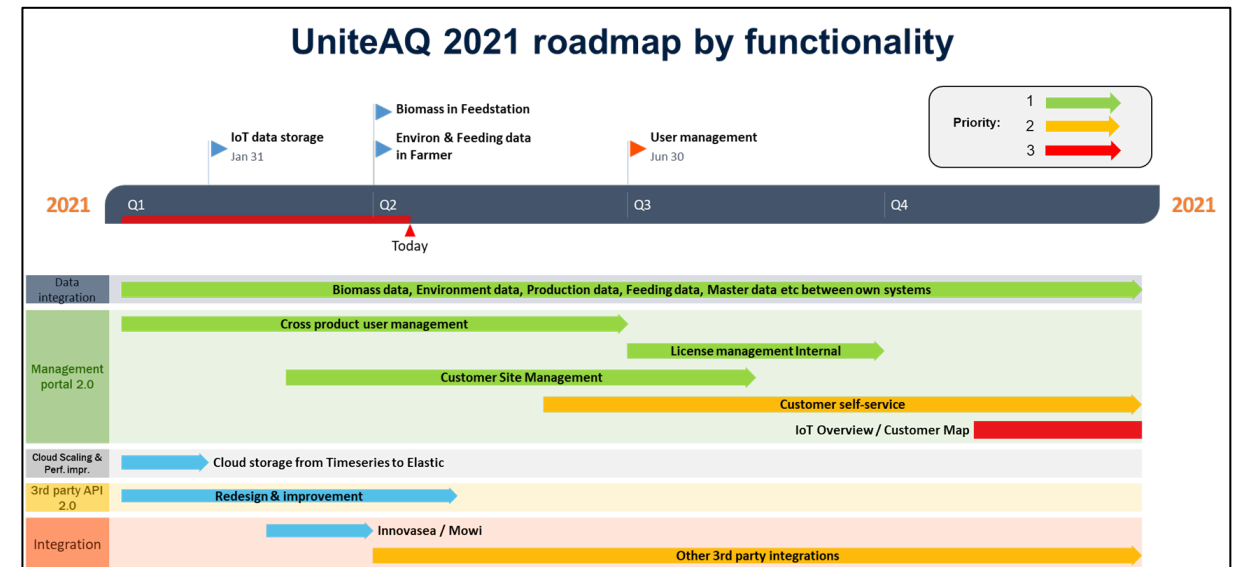 UniteAQ 2021 roadmap by functionality
Biomass in Feedstation
IoT data storage
Jan 31
Environ & Feeding data
in Farmer
User management
Jun 30
Priority:
1
2
3
2021
Q1
Q2
Q3
Q4
2021
Today
Data
integration
Biomass data, Environment data, Production data, Feeding data, Master data etc between own systems
Management
portal 2.0
Cross product user management
License management Internal
Customer Site Management
Customer self-service
IoT Overview / Customer Map
Cloud Scaling &
Perf. impr.
Cloud storage from Timeseries to Elastic
3rd party API
2.0
Redesign & improvement
Integration
Innovasea / Mowi
Other 3rd party integrations